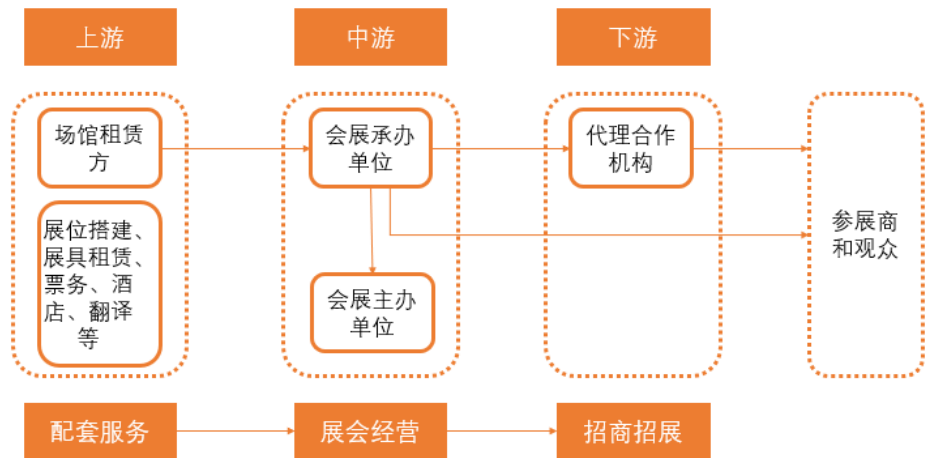 上游
中游
下游
场馆租赁
方
会展承办
单位
代理合作
机构
展位搭建、
展具租赁、
票务、酒
店、翻译
等
会展主办
单位
参展商
和观众
配套服务
展会经营
招商招展